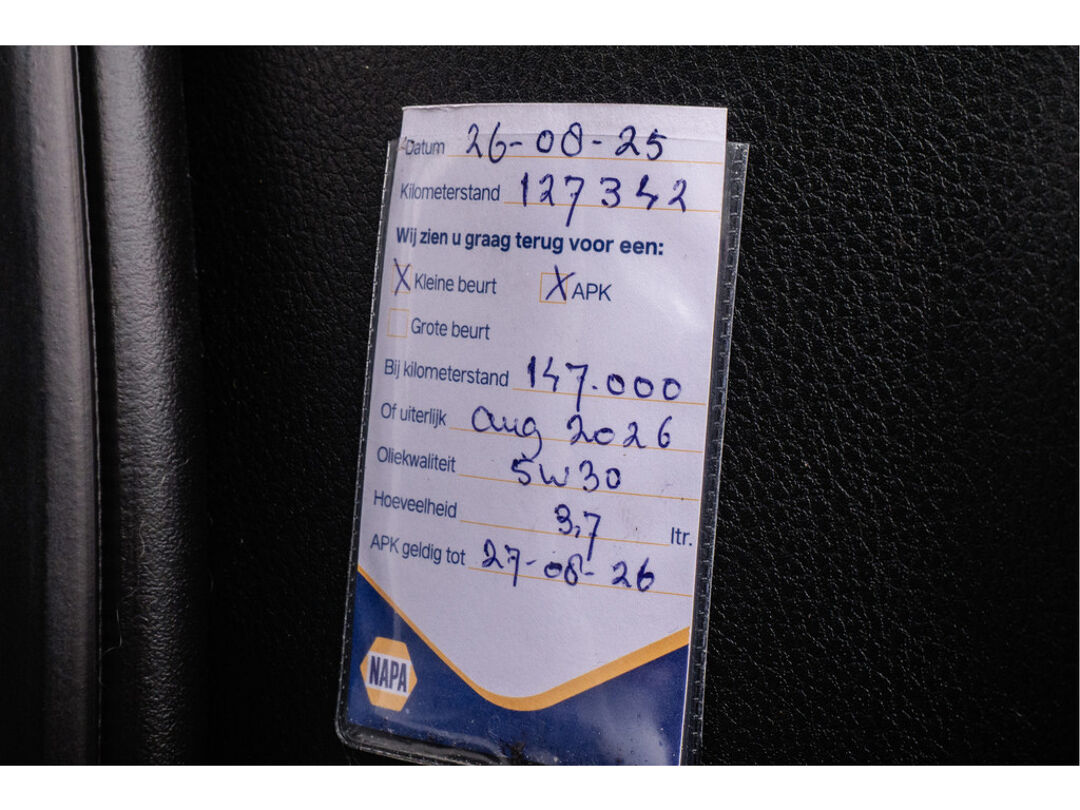 Datum 26-08-25
Kilometerstand 127342
Wij zien u graag terug voor een:
X Kleine beurt X APK
Grote beurt
Bij kilometerstand 147.000
Of uiterlijk aug 2026
Oliekwaliteit 5W30
Hoeveelheid 3,7 ltr.
APK geldig tot 27-08-26
NAPA